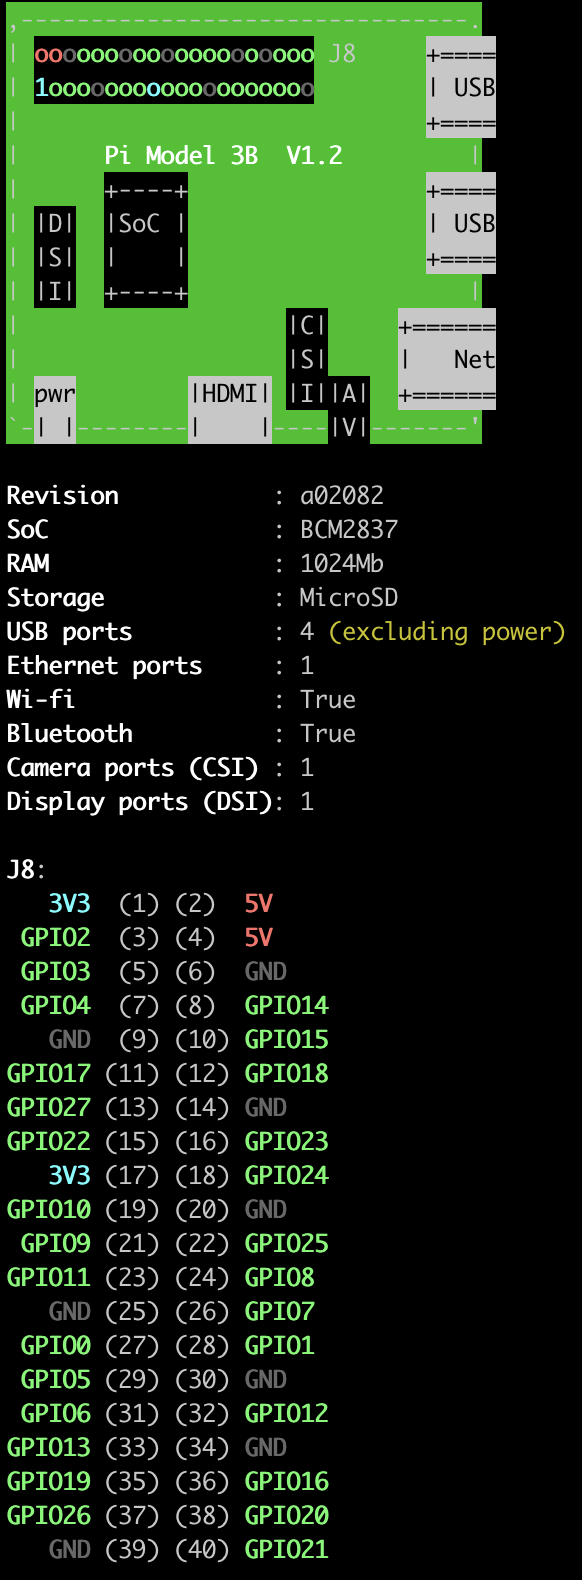 ,--------------------------------.
| oooooooooooooooooooo J8     +====
| 1ooooooooooooooooooo        | USB
|                             +====
|      Pi Model 3B  V1.2         |
|      +----+                 +====
| |D|  |SoC |                 | USB
| |S|  |    |                 +====
| |I|  +----+                    |
|                   |C|     +======
|                   |S|     |   Net
| pwr        |HDMI| |I||A|  +======
`-| |--------|    |----|V|-------'
Revision           : a02082
SoC                : BCM2837
RAM                : 1024Mb
Storage            : MicroSD
USB ports          : 4 (excluding power)
Ethernet ports     : 1
Wi-fi              : True
Bluetooth          : True
Camera ports (CSI) : 1
Display ports (DSI): 1
J8:
   3V3  (1) (2)  5V
 GPIO2  (3) (4)  5V
 GPIO3  (5) (6)  GND
 GPIO4  (7) (8)  GPIO14
   GND  (9) (10) GPIO15
GPIO17 (11) (12) GPIO18
GPIO27 (13) (14) GND
GPIO22 (15) (16) GPIO23
   3V3 (17) (18) GPIO24
GPIO10 (19) (20) GND
 GPIO9 (21) (22) GPIO25
GPIO11 (23) (24) GPIO8
   GND (25) (26) GPIO7
 GPIO0 (27) (28) GPIO1
 GPIO5 (29) (30) GND
 GPIO6 (31) (32) GPIO12
GPIO13 (33) (34) GND
GPIO19 (35) (36) GPIO16
GPIO26 (37) (38) GPIO20
   GND (39) (40) GPIO21